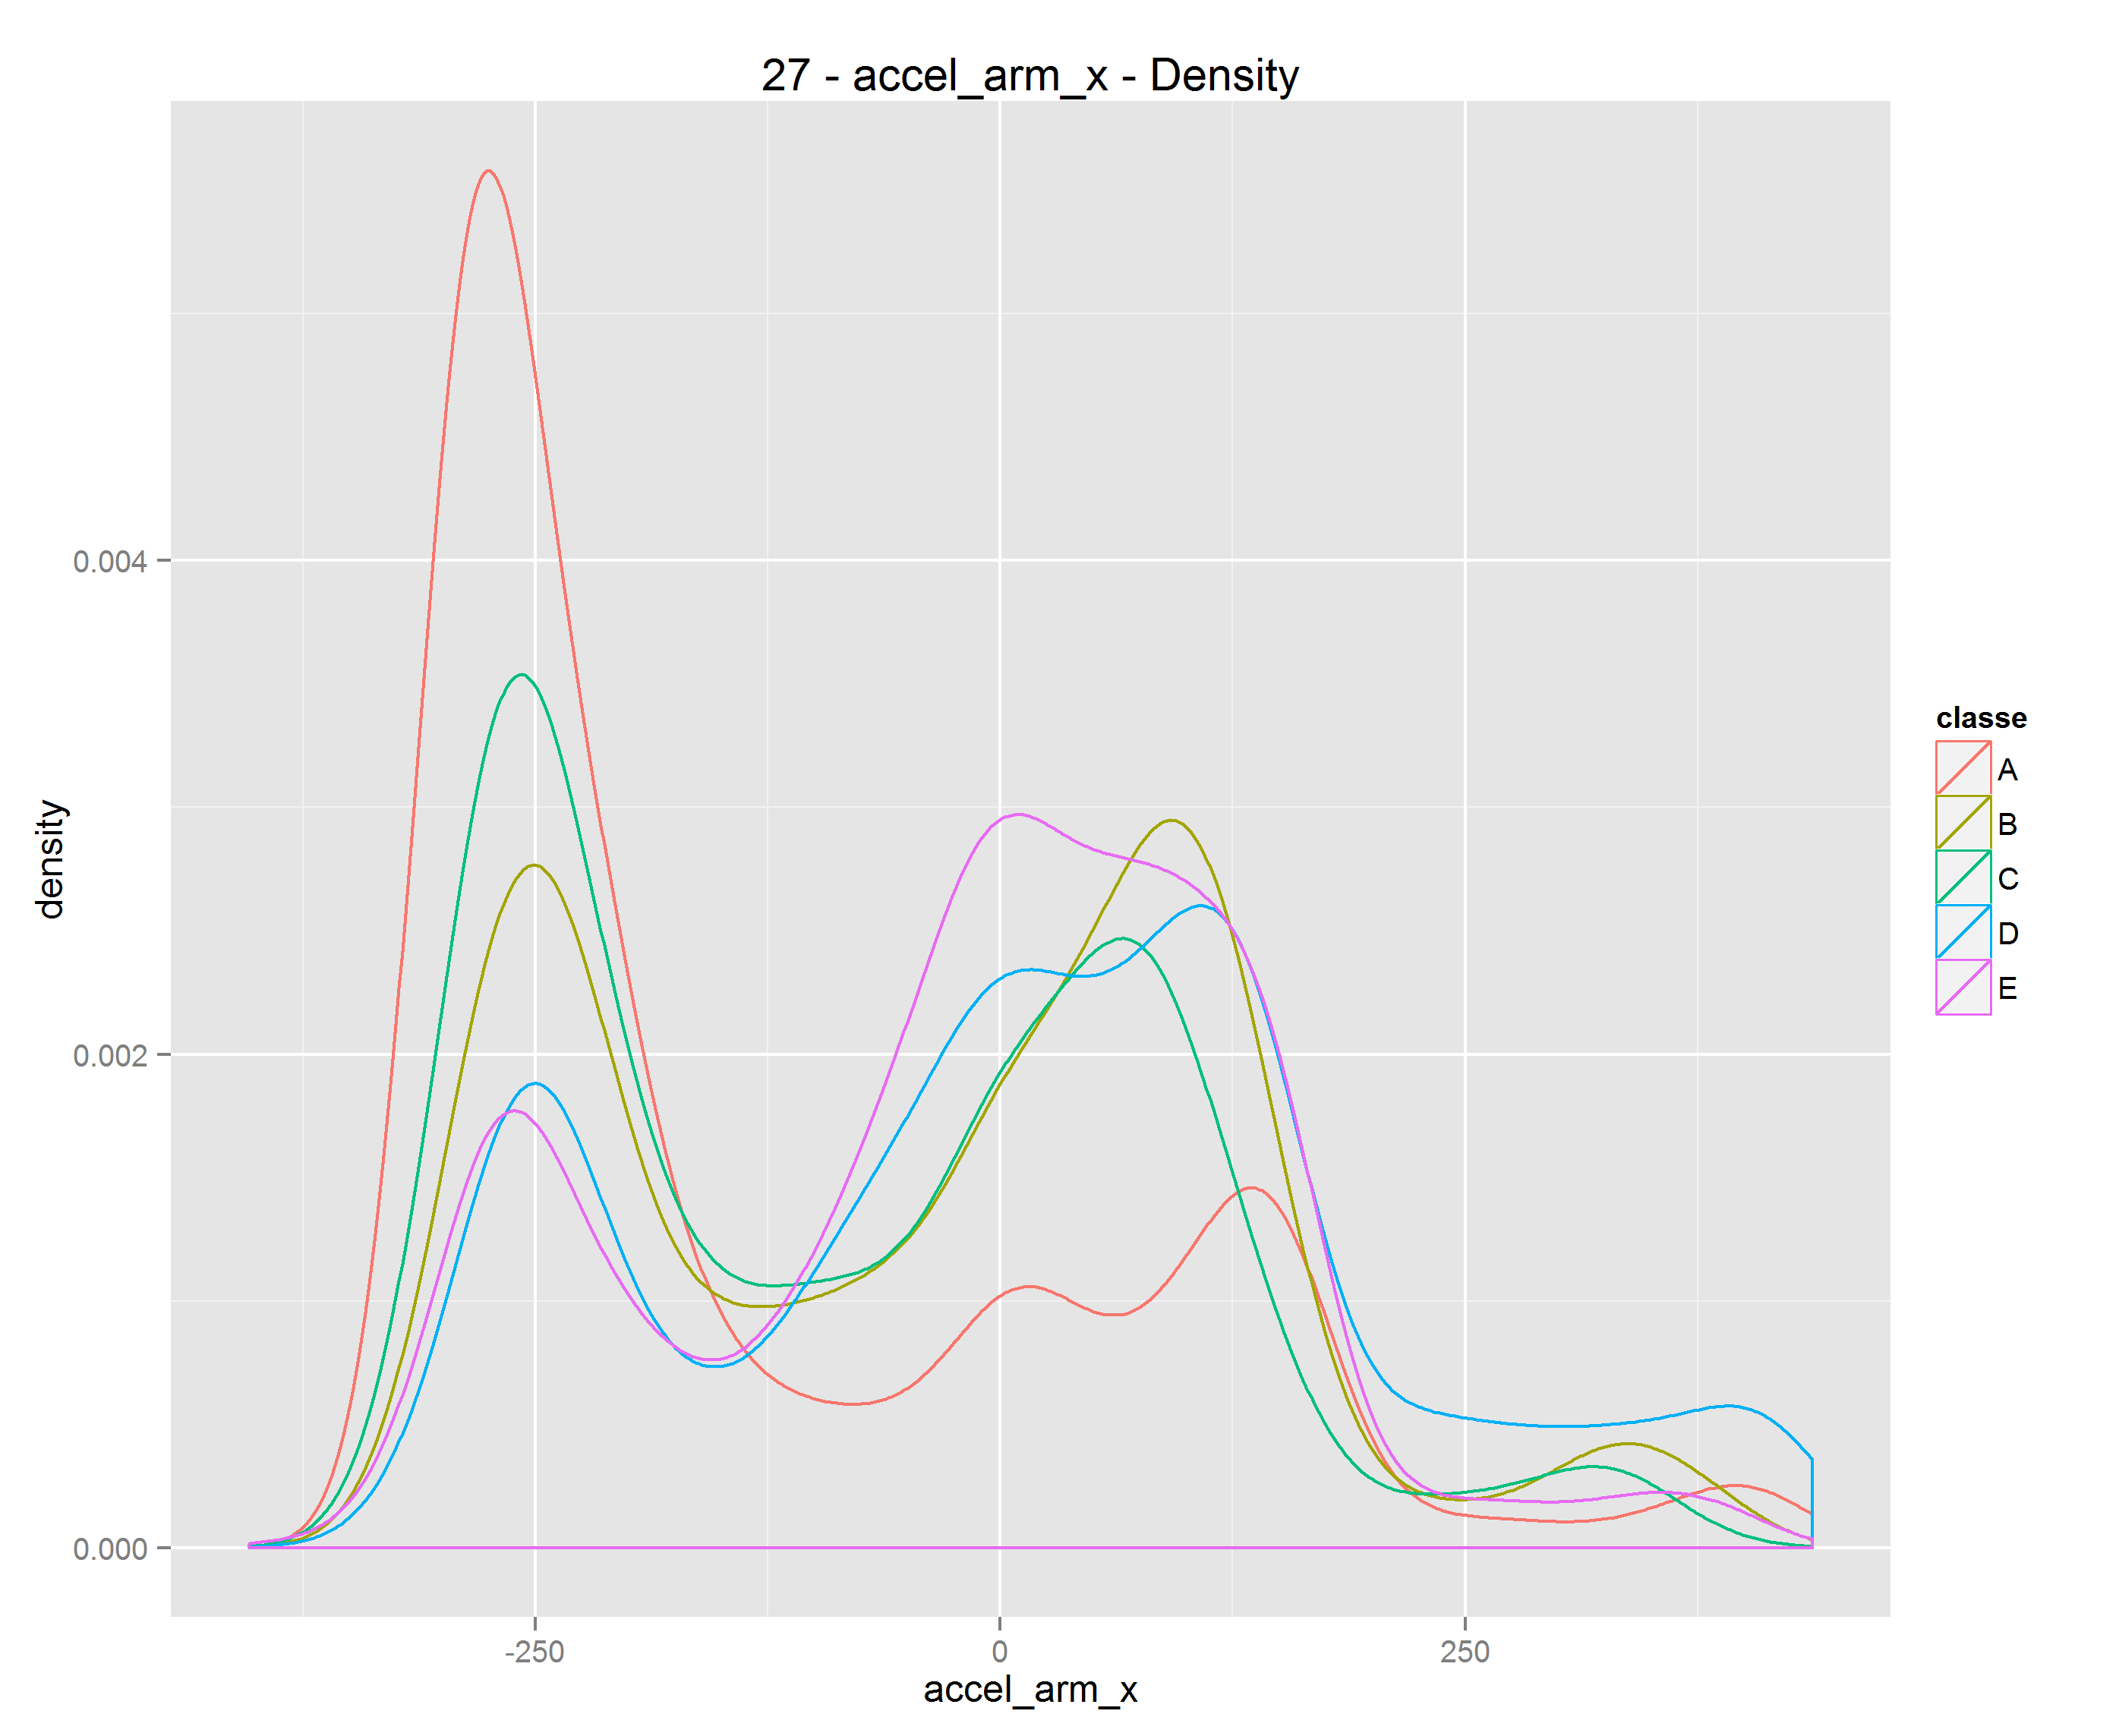 27 - accel_arm_x - Density
density
0.004
0.002
0.000
-250 0 250
accel_arm_x
classe
A
B
C
D
E